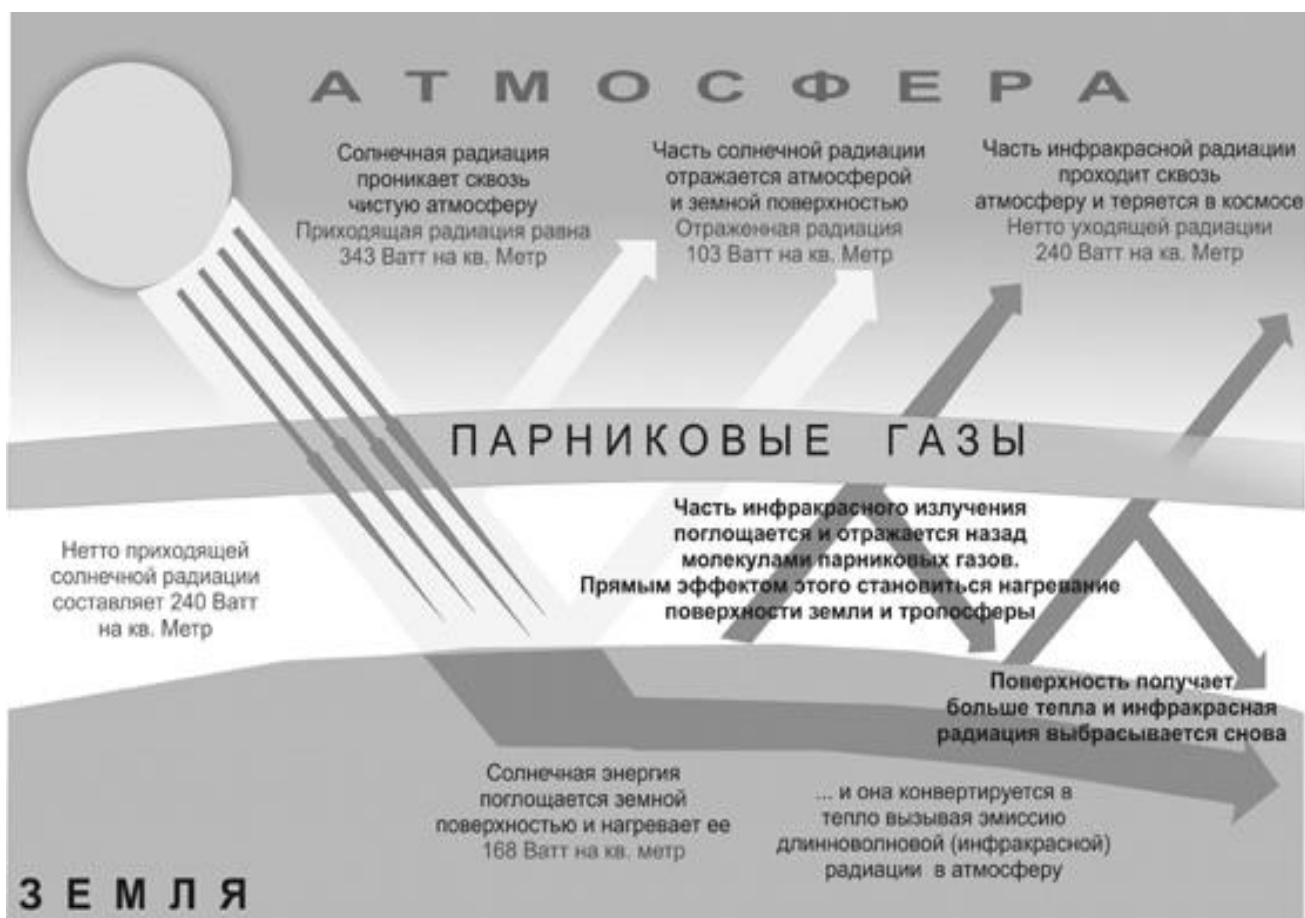 АТМОСФЕРА
Солнечная радиация
проникает сквозь
чистую атмосферу
Приходящая радиация равна
343 Ватт на кв. Метр
Часть солнечной радиации
отражается атмосферой
и земной поверхностью
Отраженная радиация
103 Ватт на кв. Метр
Часть инфракрасной радиации
проходит сквозь
атмосферу и теряется в космосе
Нетто уходящей радиации
240 Ватт на кв. Метр
ПАРНИКОВЫЕ ГАЗЫ
Часть инфракрасного излучения
поглощается и отражается назад
молекулами парниковых газов.
Прямым эффектом этого становиться нагревание
поверхности земли и тропосферы
Нетто приходящей
солнечной радиации
составляет 240 Ватт
на кв. Метр
Поверхность получает
больше тепла и инфракрасная
радиация выбрасывается снова
Солнечная энергия
поглощается земной
поверхностью и нагревает ее
168 Ватт на кв. метр
... и она конвертируется в
тепло вызывая эмиссию
длинноволновой (инфракрасной)
радиации в атмосферу
ЗЕМЛЯ